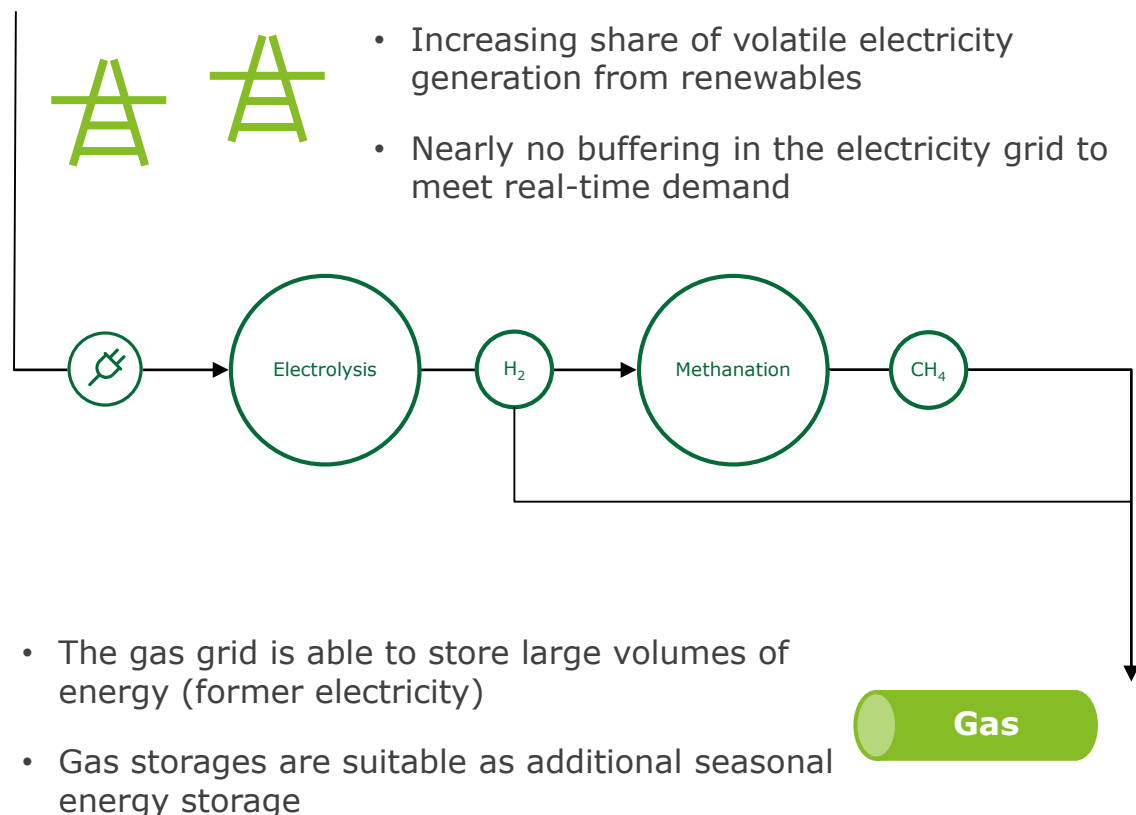 • Increasing share of volatile electricity
generation from renewables
• Nearly no buffering in the electricity grid to
meet real-time demand
Electrolysis
H₂
Methanation
CH₄
• The gas grid is able to store large volumes of
energy (former electricity)
Gas
• Gas storages are suitable as additional seasonal
energy storage